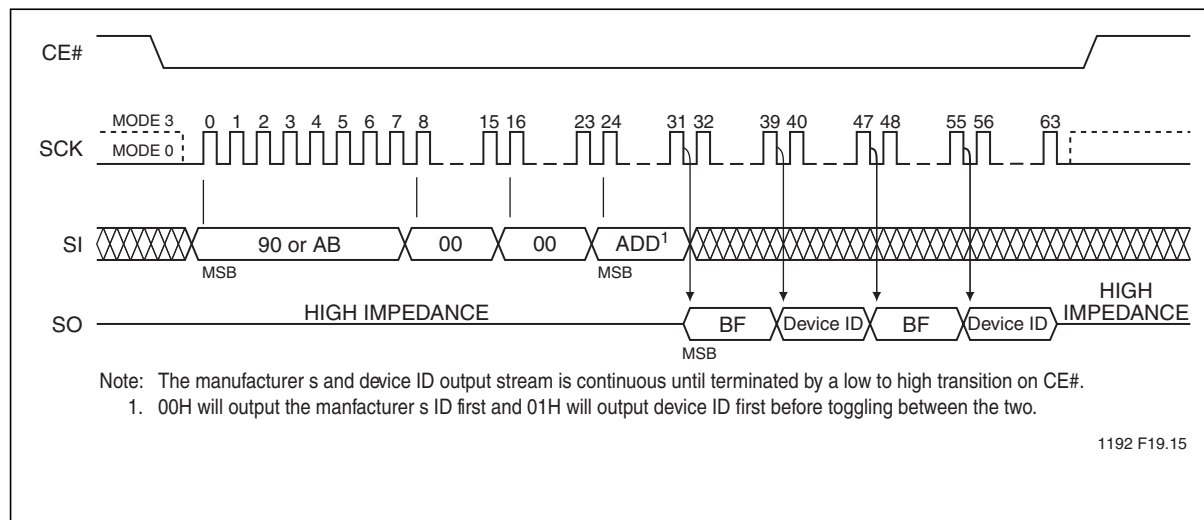 CE#
MODE 3 0 1 2 3 4 5 6 7 8 15 16 23 24 31 32 39 40 47 48 55 56 63
SCK MODE 0
SI 90 or AB 00 00 ADD1
MSB MSB
HIGH
SO HIGH IMPEDANCE BF Device ID BF Device ID IMPEDANCE
MSB
Note: The manufacturer s and device ID output stream is continuous until terminated by a low to high transition on CE#.
1. 00H will output the manfacturer s ID first and 01H will output device ID first before toggling between the two.
1192 F19.15